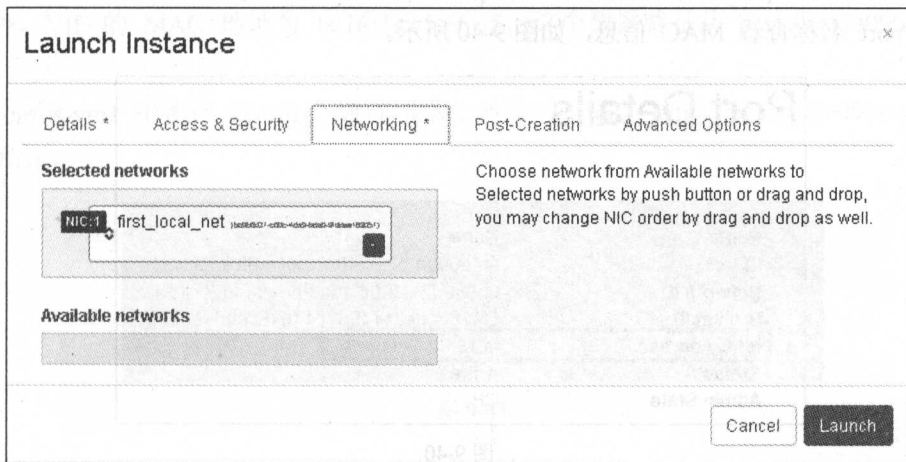 Launch Instance
×
Details *
Access & Security
Networking *
Post-Creation
Advanced Options
Selected networks
NIC:1
first_local_net
Choose network from Available networks to
Selected networks by push button or drag and drop,
you may change NIC order by drag and drop as well.
Available networks
Cancel
Launch